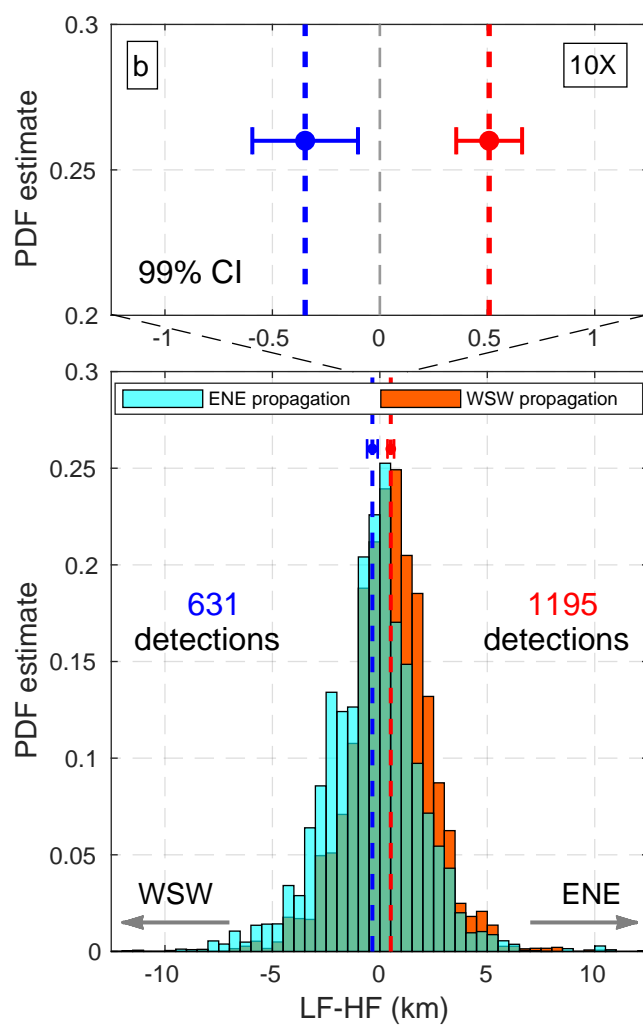 0.3
b
10X
0.25
PDF estimate
99% CI
0.2
-1 -0.5 0 0.5 1
0.3
ENE propagation WSW propagation
0.25
0.2
631 1195
detections detections
0.15
PDF estimate
0.1
0.05
WSW ENE
0
-10 -5 0 5 10
LF-HF (km)